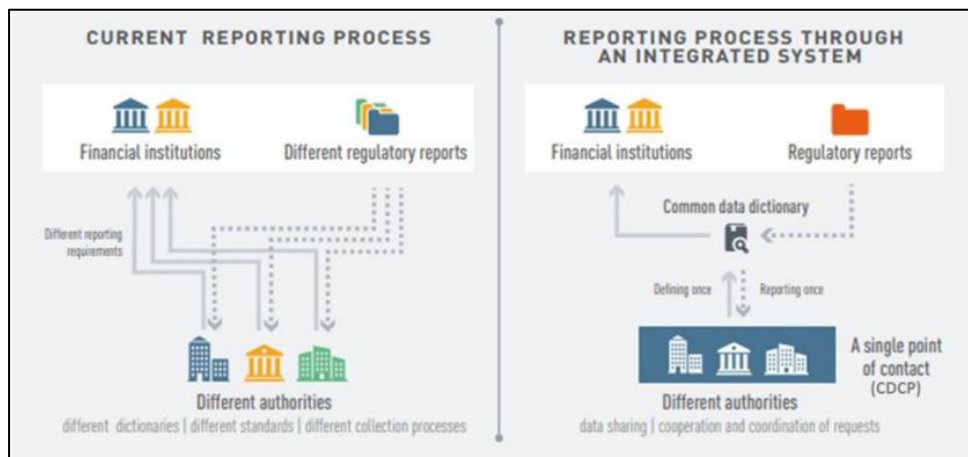 CURRENT REPORTING PROCESS
Financial institutions
Different regulatory reports
Different reporting
requirements
Different authorities
different dictionaries | different standards | different collection processes
REPORTING PROCESS THROUGH
AN INTEGRATED SYSTEM
Financial institutions
Regulatory reports
Common data dictionary
Defining once
Reporting once
A single point
of contact
(CDCP)
Different authorities
data sharing | cooperation and coordination of requests